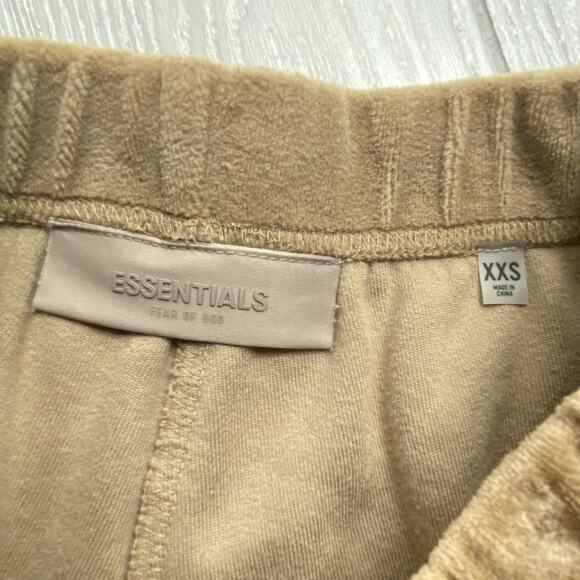 ESSENTIALS
FEAR OF GOD
XXS
MADE IN
CHINA